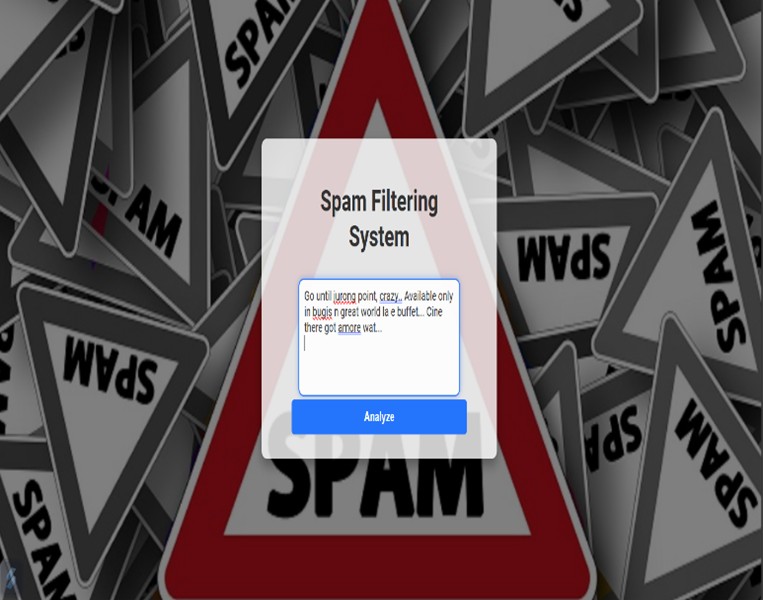 SPAM
SPAM
SPAM
SPAM
SPAM
Spam Filtering
System
Go until jurong point, crazy.. Available only
in bugis n great world la e buffet... Cine
there got amore wat...
Analyze
SPAM
SPAM
SPAM
SPAM